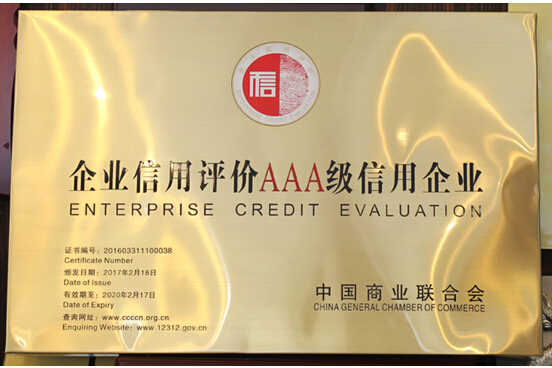 信
企业信用评价AAA级信用企业
ENTERPRISE CREDIT EVALUATION
证书编号：201603311100038
Certificate Number
颁发日期：2017年2月18日
Date of Issue
有效期至：2020年2月17日
Date of Expiry
查询网址：www.ccccn.org.cn
Enquiring Website：www.12312.gov.cn
中国商业联合会
CHINA GENERAL CHAMBER OF COMMERCE